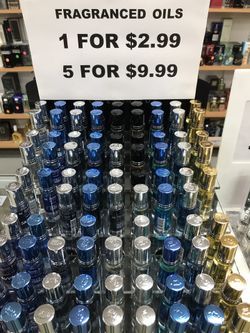 FRAGRANCED OILS
1 FOR $2.99
5 FOR $9.99